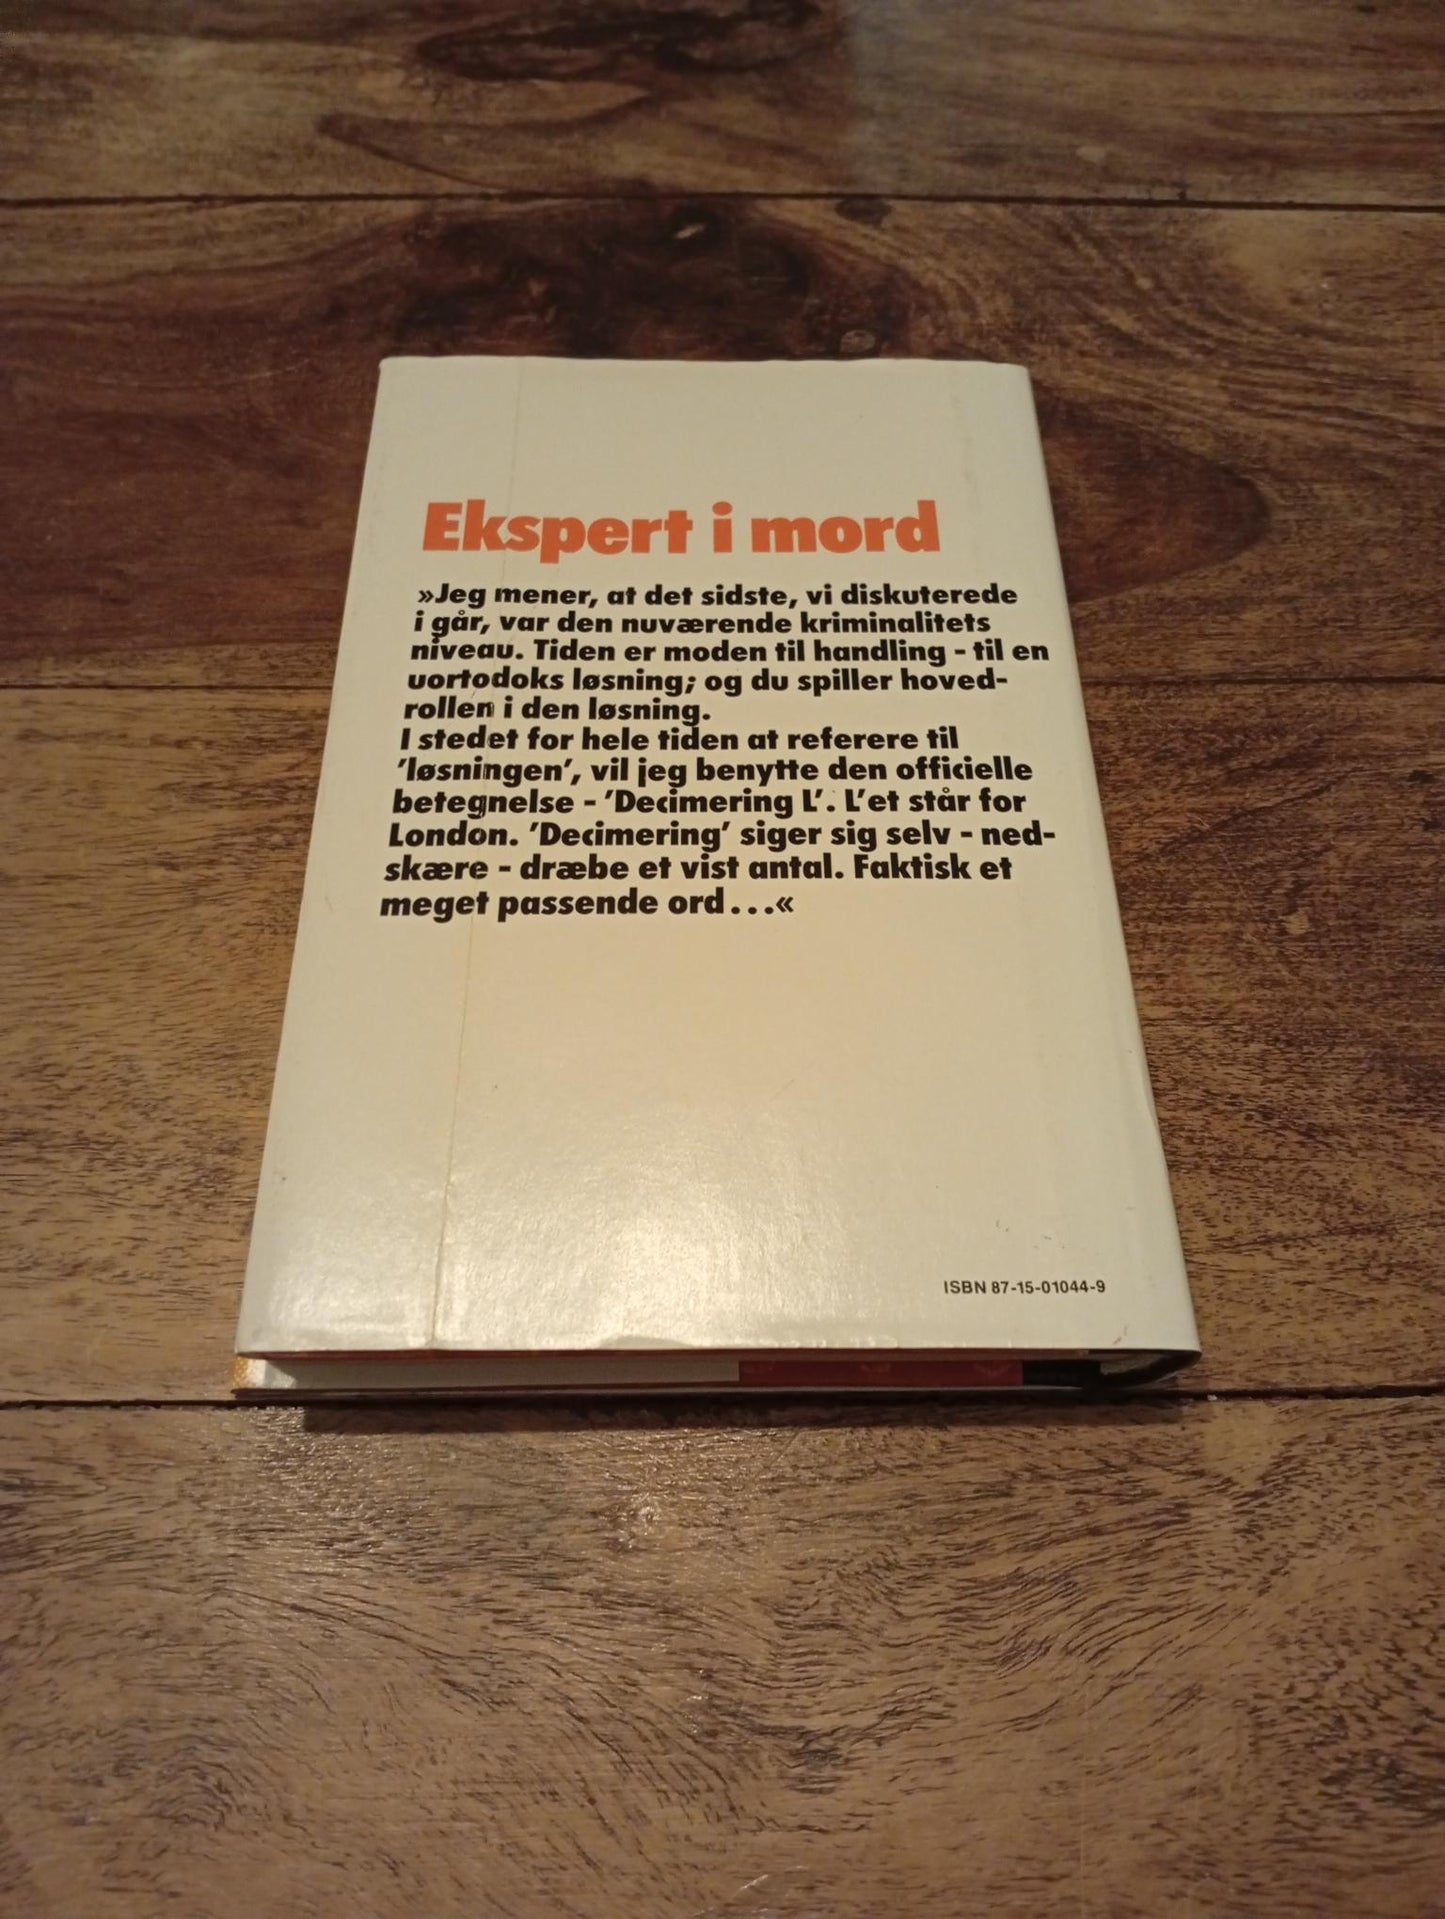 Ekspert i mord
»Jeg mener, at det sidste, vi diskuterede
i går, var den nuværende kriminalitets
niveau. Tiden er moden til handling - til en
uortodoks løsning; og du spiller hoved-
rollen i den løsning.
I stedet for hele tiden at referere til
'løsningen', vil jeg benytte den officielle
betegnelse - 'Decimering L'. L'et står for
London. 'Decimering' siger sig selv - ned-
skære - dræbe et vist antal. Faktisk et
meget passende ord...«
ISBN 87-15-01044-9